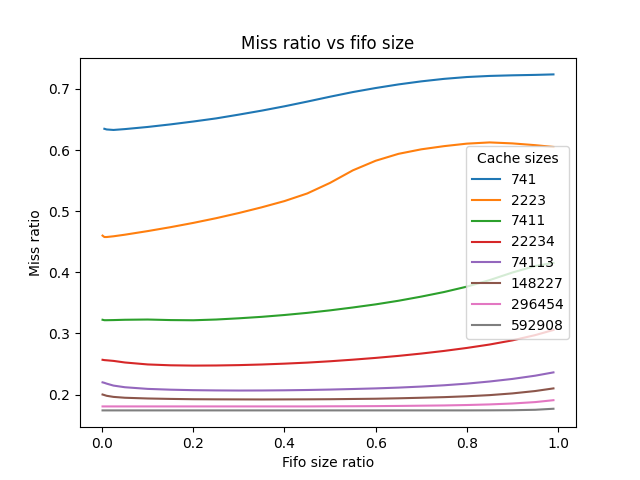 Miss ratio vs fifo size
0.7
0.6
0.5
0.4
0.3
0.2
Miss ratio
Cache sizes
741
2223
7411
22234
74113
148227
296454
592908
0.0 0.2 0.4 0.6 0.8 1.0
Fifo size ratio